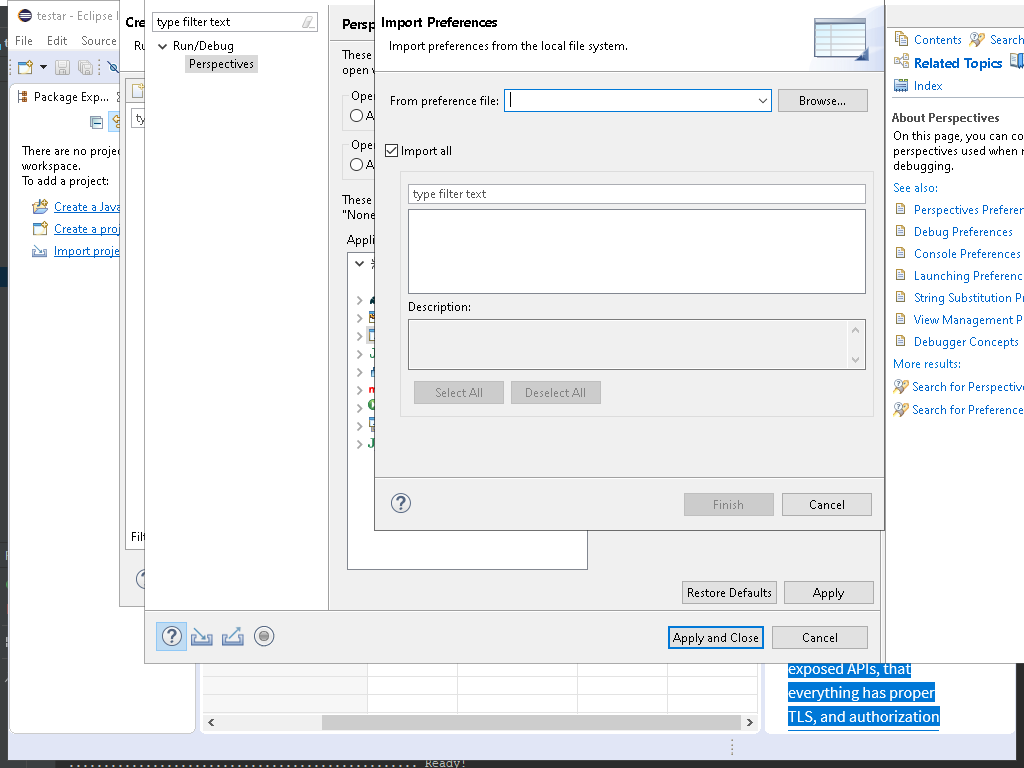 testar - Eclipse I
File Edit Source
Package Exp...
There are no proje
workspace.
To add a project:
Create a Java
Create a proj
Import proje
Cre
Ru
ty
Filt
type filter text
Run/Debug
Perspectives
Persp
These
open v
Oper
A
Oper
A
These
"None
Appli
Import Preferences
Import preferences from the local file system.
From preference file:
Browse...
Import all
type filter text
Description:
Select All
Deselect All
Finish
Cancel
Restore Defaults
Apply
Apply and Close
Cancel
Contents
Search
Related Topics
Index
About Perspectives
On this page, you can co
perspectives used when r
debugging.
See also:
Perspectives Preferen
Debug Preferences
Console Preferences
Launching Preferenc
String Substitution Pr
View Management P
Debugger Concepts
More results:
Search for Perspective
Search for Preference
exposed APIs, that
everything has proper
TLS, and authorization
Ready!